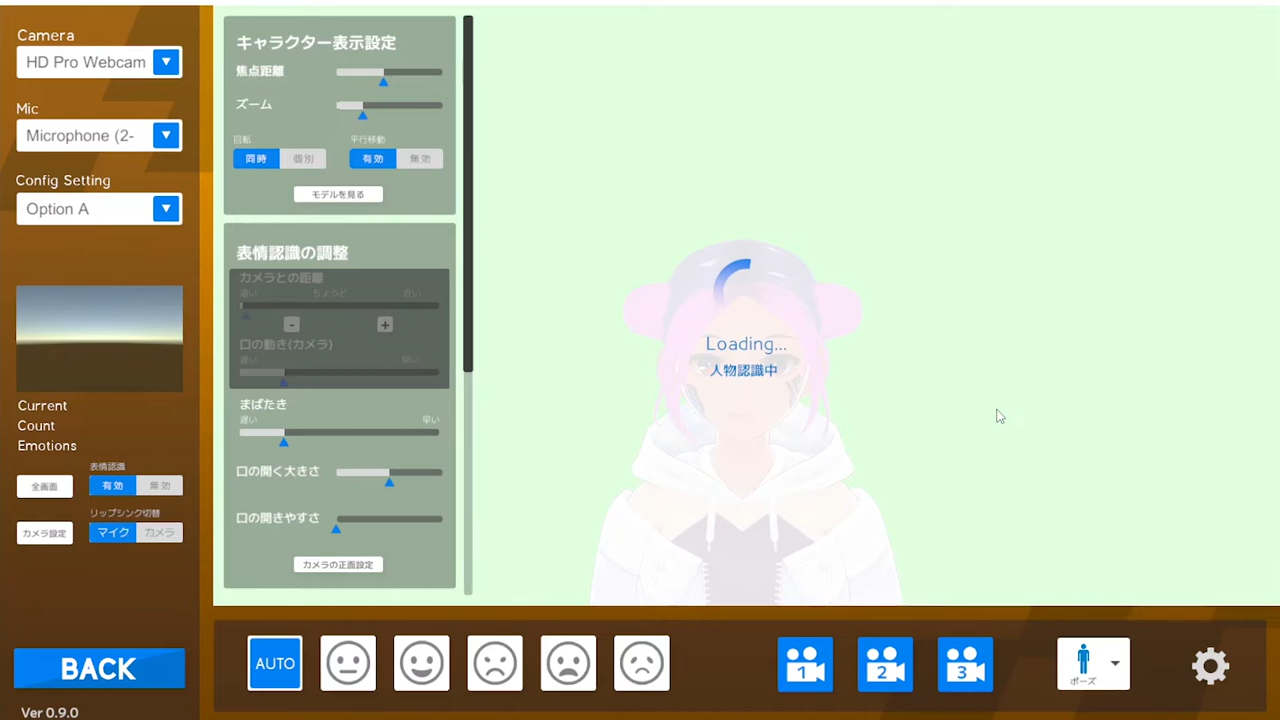 Camera
HD Pro Webcam
Mic
Microphone (2-
Config Setting
Option A
Current
Count
Emotions
全画面
表情認識
有効 無効
カメラ設定
リップシンク切替
マイク カメラ
BACK
Ver 0.9.0
キャラクター表示設定
焦点距離
ズーム
回転 平行移動
同時 個別 有効 無効
モデルを見る
表情認識の調整
カメラとの距離
遠い ちょうど 近い
- +
口の動き(カメラ)
遅い 早い
まばたき
遅い 早い
口の開く大きさ
口の開きやすさ
カメラの正面設定
Loading...
人物認識中
AUTO
1 2 3
ポーズ